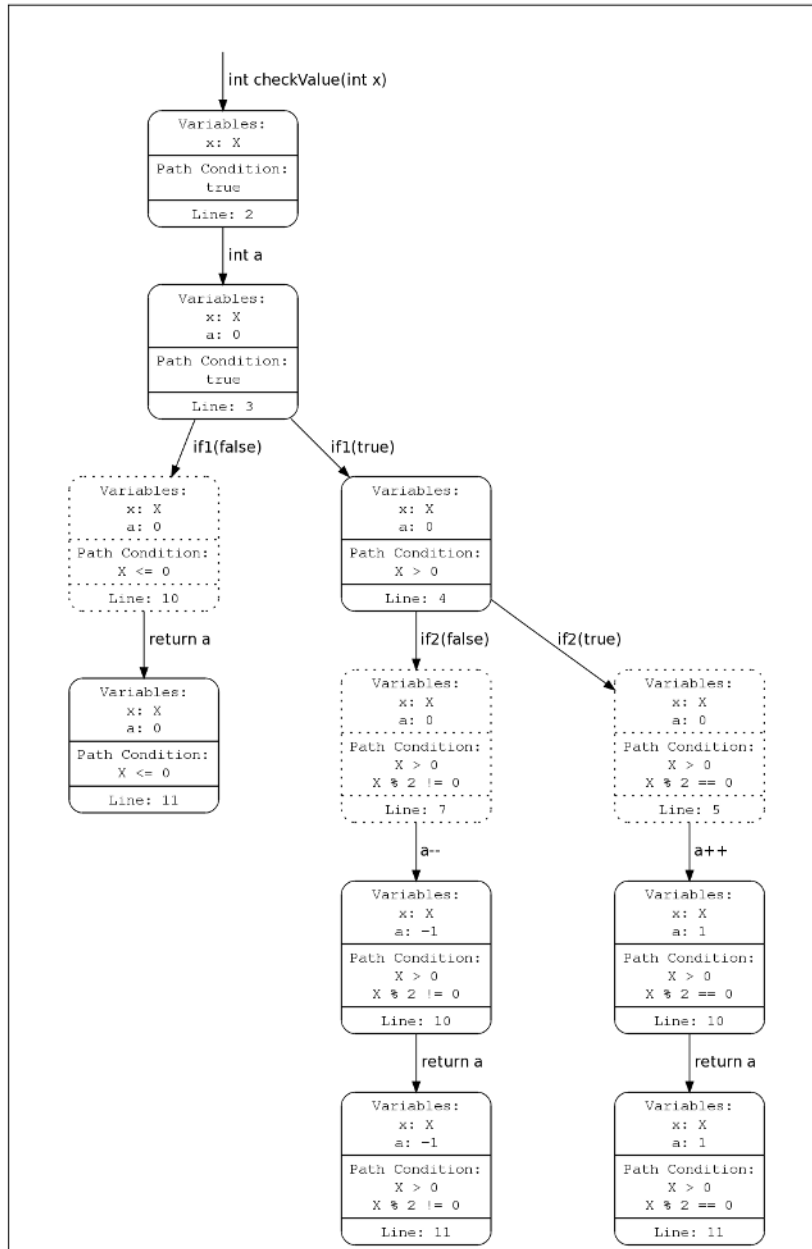 int checkValue(int x)
Variables:
x: X
Path Condition:
true
Line: 2
int a
Variables:
x: X
a: 0
Path Condition:
true
Line: 3
if1(false)
if1(true)
Variables:
x: X
a: 0
Path Condition:
X <= 0
Line: 10
return a
Variables:
x: X
a: 0
Path Condition:
X <= 0
Line: 11
Variables:
x: X
a: 0
Path Condition:
X > 0
Line: 4
if2(false)
if2(true)
Variables:
x: X
a: 0
Path Condition:
X > 0
X % 2 != 0
Line: 7
a--
Variables:
x: X
a: −1
Path Condition:
X > 0
X % 2 != 0
Line: 10
return a
Variables:
x: X
a: −1
Path Condition:
X > 0
X % 2 != 0
Line: 11
Variables:
x: X
a: 0
Path Condition:
X > 0
X % 2 == 0
Line: 5
a++
Variables:
x: X
a: 1
Path Condition:
X > 0
X % 2 == 0
Line: 10
return a
Variables:
x: X
a: 1
Path Condition:
X > 0
X % 2 == 0
Line: 11